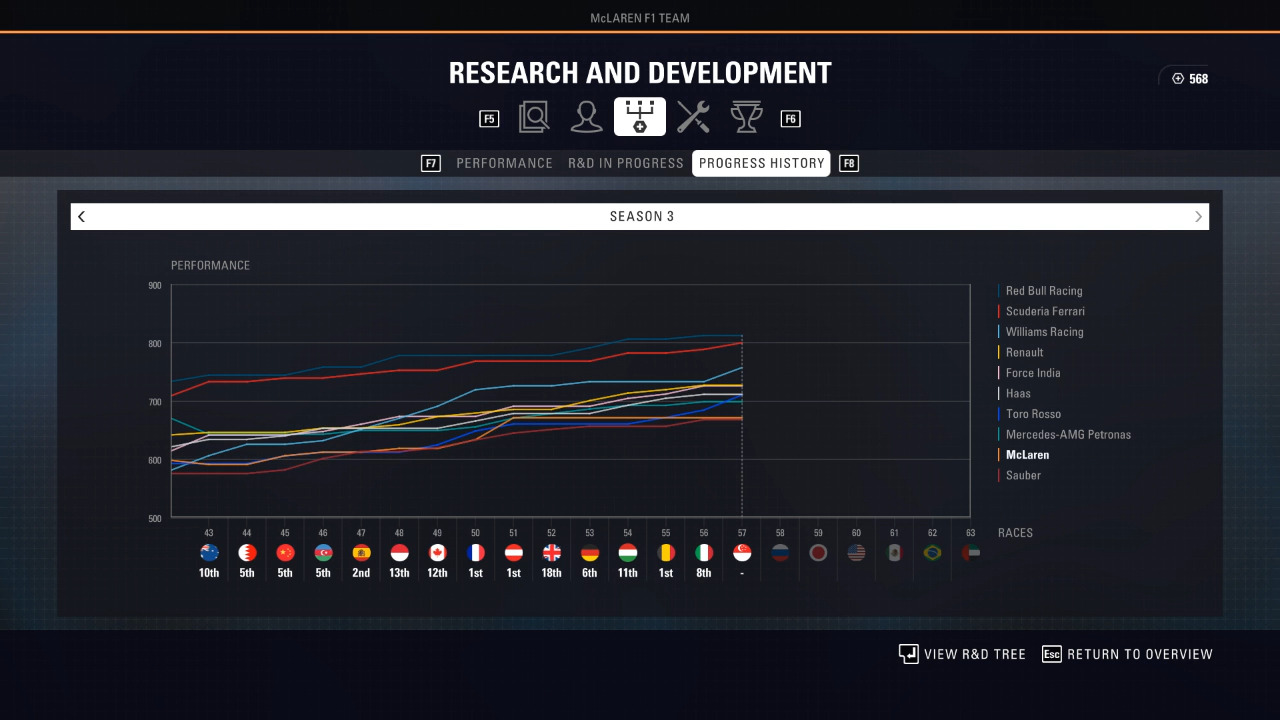 McLAREN F1 TEAM
RESEARCH AND DEVELOPMENT
568
F5
F6
F7 PERFORMANCE R&D IN PROGRESS PROGRESS HISTORY F8
SEASON 3
PERFORMANCE
900
800
700
600
500
Red Bull Racing
Scuderia Ferrari
Williams Racing
Renault
Force India
Haas
Toro Rosso
Mercedes-AMG Petronas
McLaren
Sauber
43 44 45 46 47 48 49 50 51 52 53 54 55 56 57 58 59 60 61 62 63 RACES
10th 5th 5th 5th 2nd 13th 12th 1st 1st 18th 6th 11th 1st 8th -
VIEW R&D TREE Esc RETURN TO OVERVIEW